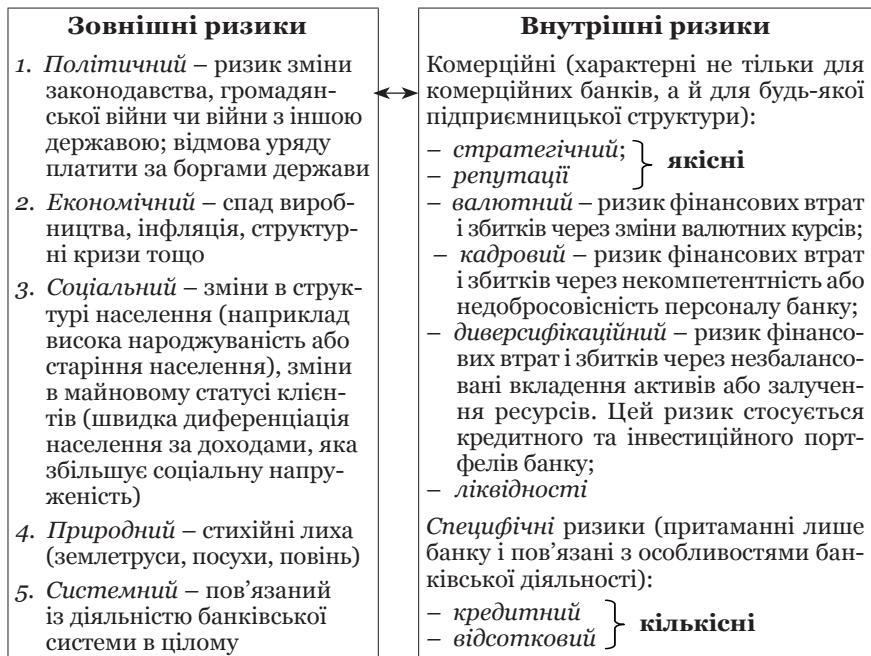 Зовнішні ризики
1. Політичний – ризик зміни
законодавства, громадян-
ської війни чи війни з іншою
державою; відмова уряду
платити за боргами держави
2. Економічний – спад вироб-
ництва, інфляція, структур-
ні кризи тощо
3. Соціальний – зміни в струк-
турі населення (наприклад
висока народжуваність або
старіння населення), зміни
в майновому статусі клієн-
тів (швидка диференціація
населення за доходами, яка
збільшує соціальну напру-
женість)
4. Природний – стихійні лиха
(землетруси, посухи, повінь)
5. Системний – пов’язаний
із діяльністю банківської
системи в цілому
Внутрішні ризики
Комерційні (характерні не тільки для
комерційних банків, а й для будь-якої
підприємницької структури):
– стратегічний;
– репутації
якісні
– валютний – ризик фінансових втрат
і збитків через зміни валютних курсів;
– кадровий – ризик фінансових втрат
і збитків через некомпетентність або
недобросовісність персоналу банку;
– диверсифікаційний – ризик фінансо-
вих втрат і збитків через незбалансо-
вані вкладення активів або залучен-
ня ресурсів. Цей ризик стосується
кредитного та інвестиційного порт-
фелів банку;
– ліквідності
Специфічні ризики (притаманні лише
банку і пов’язані з особливостями бан-
ківської діяльності):
– кредитний
– відсотковий
кількісні